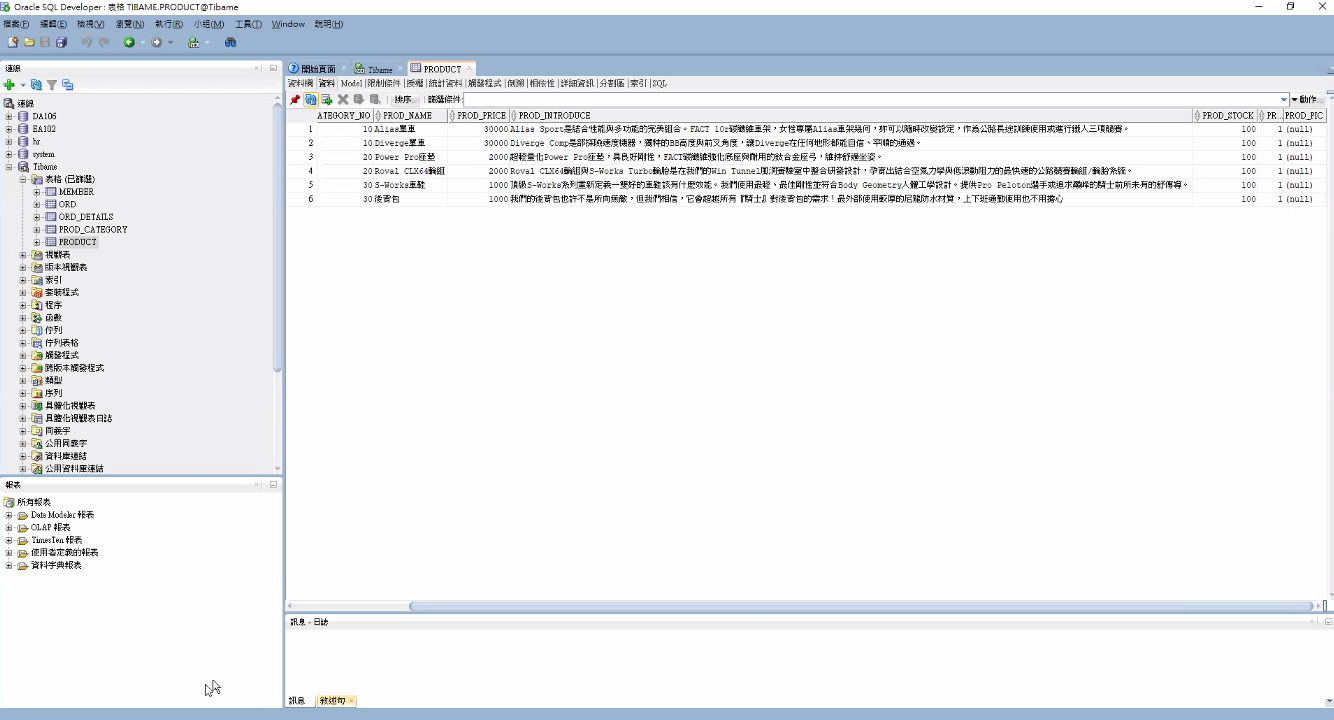 Oracle SQL Developer : 表格 TIBAME.PRODUCT@Tibame
檔案(F) 編輯(E) 檢視(V) 瀏覽(N) 執行(R) 小組(M) 工具(T) Window 說明(H)
連線
連線
DA106
EA102
hr
system
Tibame
表格 (已篩選)
MEMBER
ORD
ORD_DETAILS
PROD_CATEGORY
PRODUCT
視觀表
版本視觀表
索引
套裝程式
程序
函數
佇列
佇列表格
觸發程式
跨版本觸發程式
類型
序列
具體化視觀表
具體化視觀表日誌
同義字
公用同義字
資料庫連結
公用資料庫連結
報表
所有報表
Data Modeler 報表
OLAP 報表
TimesTen 報表
使用者定義的報表
資料字典報表
開始頁面 Tibame PRODUCT
資料欄 資料 Model 限制條件 授權 統計資料 觸發程式 倒溯 相依性 詳細資訊 分割區 索引 SQL
排序... 篩選條件: 動作...
ATEGORY_NO PROD_NAME PROD_PRICE PROD_INTRODUCE PROD_STOCK PR... PROD_PIC
1 10 Alias單車 30000 Alias Sport是結合性能與多功能的完美組合。FACT 10r碳纖維車架，女性專屬Alias車架幾何，妳可以隨時改變設定，作為公路長途訓練使用或進行鐵人三項競賽。 100 1 (null)
2 10 Diverge單車 30000 Diverge Comp是部探險速度機器，獨特的BB高度與前叉角度，讓Diverge在任何地形都能自信、平順的通過。 100 1 (null)
3 20 Power Pro座墊 2000 超輕量化Power Pro座墊，具良好剛性，FACT碳纖維強化底座與耐用的鈦合金座弓，維持舒適坐姿。 100 1 (null)
4 20 Roval CLX64輪組 2000 Roval CLX64輪組與S-Works Turbo輪胎是在我們的Win Tunnel風洞實驗室中整合研發設計，孕育出結合空氣力學與低滾動阻力的最快速的公路競賽輪組/輪胎系統。 100 1 (null)
5 30 S-Works車鞋 1000 頂級S-Works系列重新定義一雙好的車鞋該有什麼效能。我們使用最輕、最佳剛性並符合Body Geometry人體工學設計。提供Pro Peloton選手或追求巔峰的騎士前所未有的舒傳導。 100 1 (null)
6 30 後背包 1000 我們的後背包也許不是所向無敵，但我們相信，它會超越所有『騎士』對後背包的需求！最外部使用較厚的尼龍防水材質，上下班通勤使用也不用擔心 100 1 (null)
訊息 - 日誌
訊息 敘述句